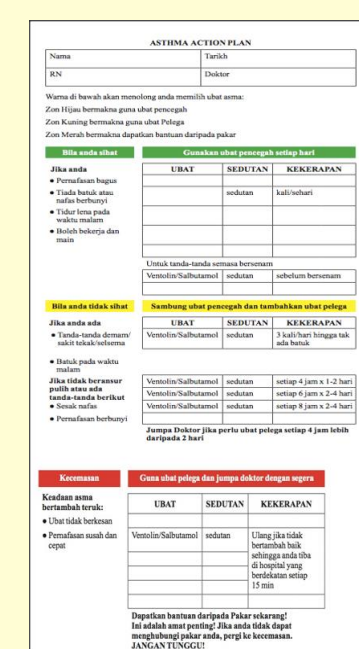 ASTHMA ACTION PLAN
Nama Tarikh
RN Doktor
Warna di bawah akan menolong anda memilih ubat asma:
Zon Hijau bermakna guna ubat pencegah
Zon Kuning bermakna guna ubat Pelega
Zon Merah bermakna dapatkan bantuan daripada pakar
Bila anda sihat
Gunakan ubat pencegah setiap hari
Jika anda
• Pernafasan bagus
• Tiada batuk atau
nafas berbunyi
• Tidur lena pada
waktu malam
• Boleh bekerja dan
main
UBAT SEDUTAN KEKERAPAN
sedutan kali/sehari
Untuk tanda-tanda semasa bersenam
Ventolin/Salbutamol sedutan sebelum bersenam
Bila anda tidak sihat
Sambung ubat pencegah dan tambahkan ubat pelega
Jika anda ada
• Tanda-tanda demam/
sakit tekak/selsema
• Batuk pada waktu
malam
Jika tidak beransur
pulih atau ada
tanda-tanda berikut
• Sesak nafas
• Pernafasan berbunyi
UBAT SEDUTAN KEKERAPAN
Ventolin/Salbutamol sedutan 3 kali/hari hingga tak
ada batuk
Ventolin/Salbutamol sedutan setiap 4 jam x 1-2 hari
Ventolin/Salbutamol sedutan setiap 6 jam x 2-4 hari
Ventolin/Salbutamol sedutan setiap 8 jam x 2-4 hari
Jumpa Doktor jika perlu ubat pelega setiap 4 jam lebih
daripada 2 hari
Kecemasan
Guna ubat pelega dan jumpa doktor dengan segera
Keadaan asma
bertambah teruk:
• Ubat tidak berkesan
• Pernafasan susah dan
cepat
UBAT SEDUTAN KEKERAPAN
Ventolin/Salbutamol sedutan Ulang jika tidak
bertambah baik
sehingga anda tiba
di hospital yang
berdekatan setiap
15 min
Dapatkan bantuan daripada Pakar sekarang!
Ini adalah amat penting! Jika anda tidak dapat
menghubungi pakar anda, pergi ke kecemasan.
JANGAN TUNGGU!